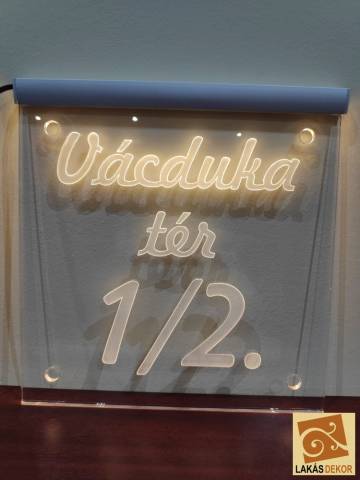 Vácduka
tér
1/2.
LAKÁSDEKOR